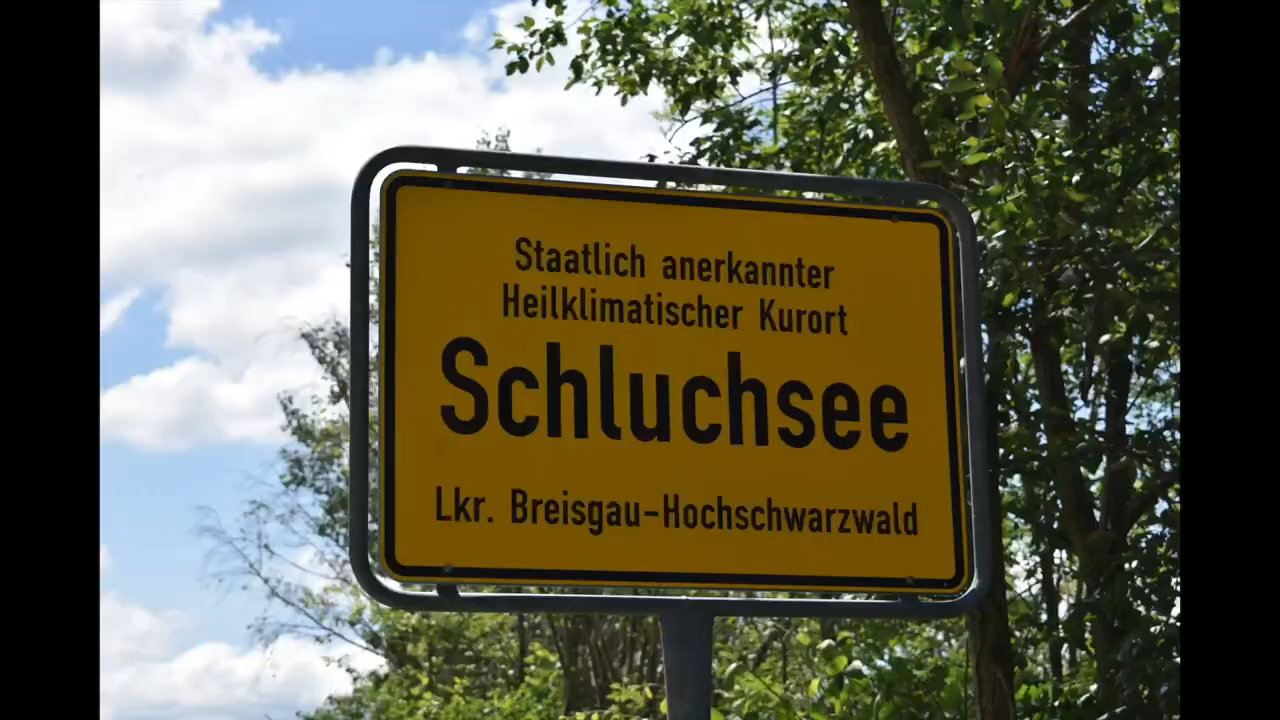 Staatlich anerkannter
Heilklimatischer Kurort
Schluchsee
Lkr. Breisgau-Hochschwarzwald